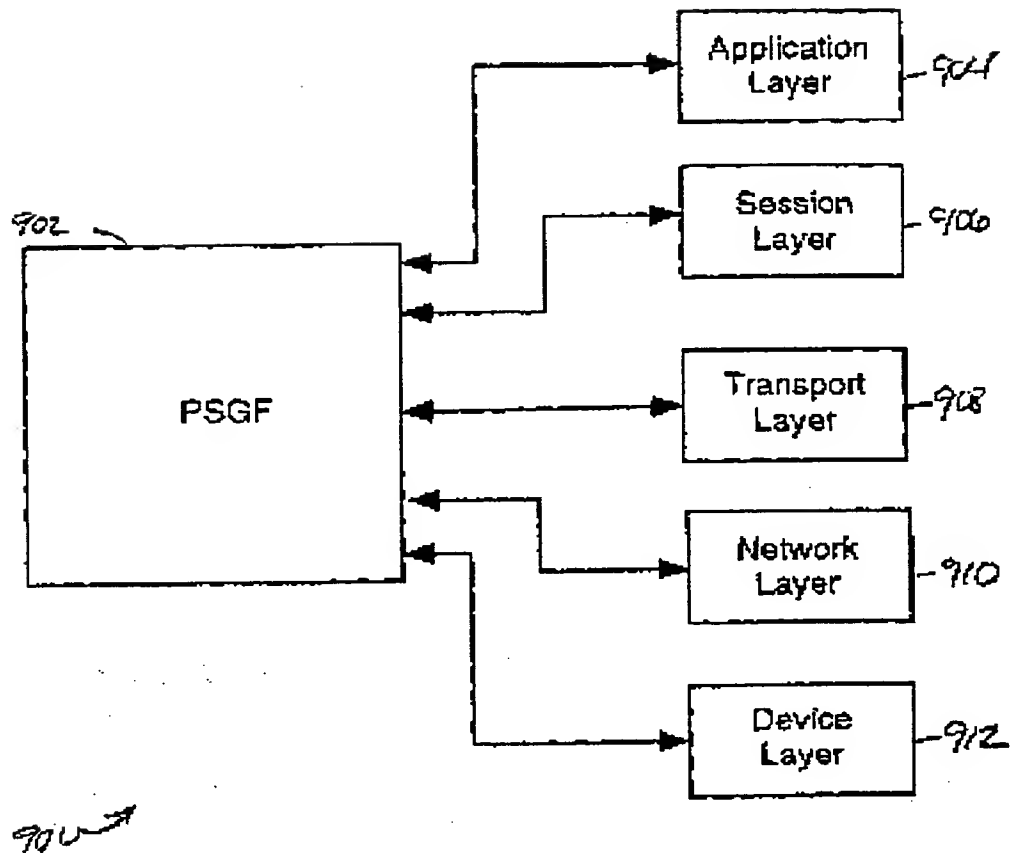 Application
Layer
904
Session
Layer
906
902
PSGF
Transport
Layer
908
Network
Layer
910
Device
Layer
912
900